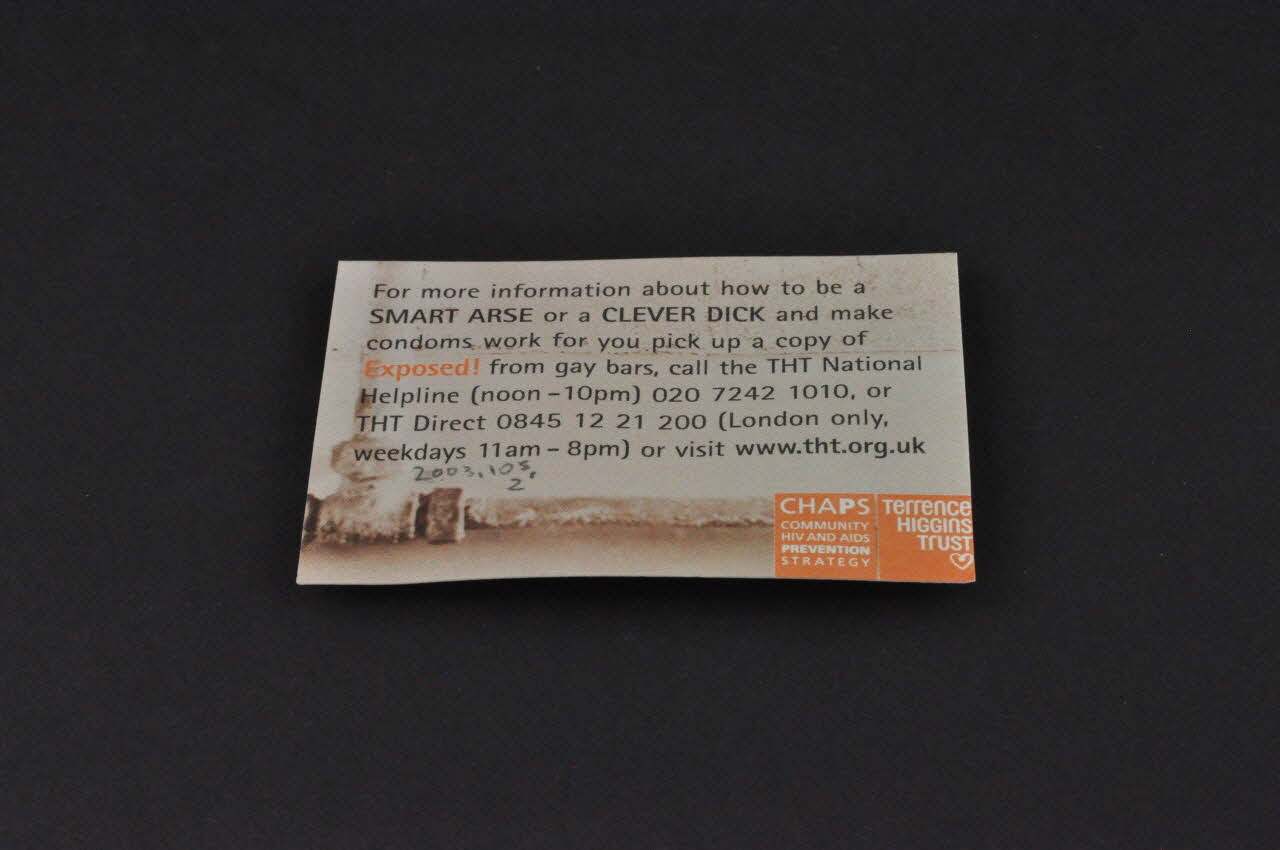 For more information about how to be a
SMART ARSE or a CLEVER DICK and make
condoms work for you pick up a copy of
Exposed! from gay bars, call the THT National
Helpline (noon – 10pm) 020 7242 1010, or
THT Direct 0845 12 21 200 (London only,
weekdays 11am – 8pm) or visit www.tht.org.uk
2003.105.
2
CHAPS
COMMUNITY
HIV AND AIDS
PREVENTION
STRATEGY
Terrence
HIGGINS
Trust